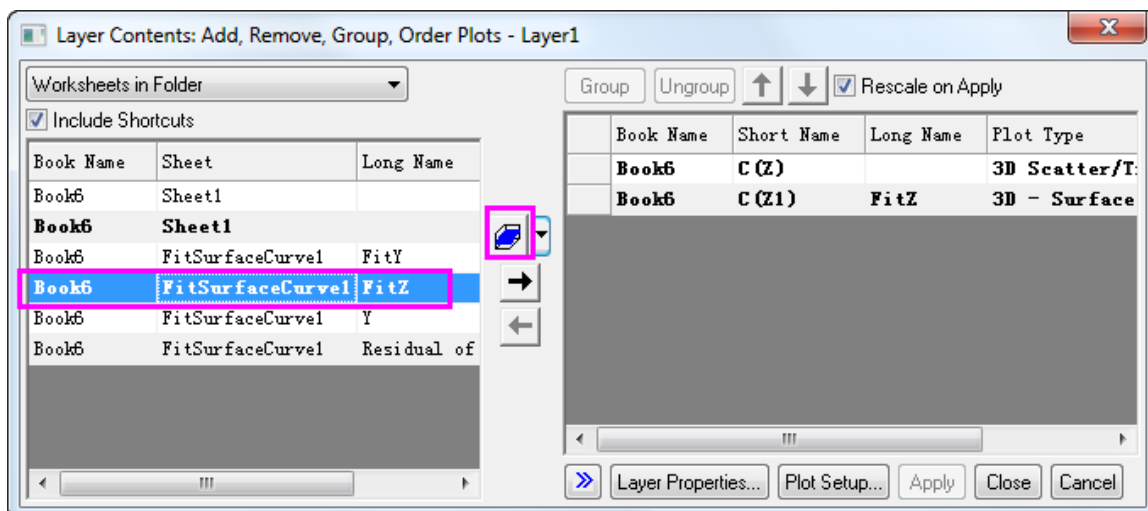 Layer Contents: Add, Remove, Group, Order Plots - Layer1
Worksheets in Folder
Include Shortcuts
Book Name Sheet Long Name
Book6 Sheet1
Book6 Sheet1
Book6 FitSurfaceCurve1 FitY
Book6 FitSurfaceCurve1 FitZ
Book6 FitSurfaceCurve1 Y
Book6 FitSurfaceCurve1 Residual of
Group Ungroup Rescale on Apply
Book Name Short Name Long Name Plot Type
Book6 C(Z) 3D Scatter/T:
Book6 C(Z1) FitZ 3D - Surface
Layer Properties... Plot Setup... Apply Close Cancel